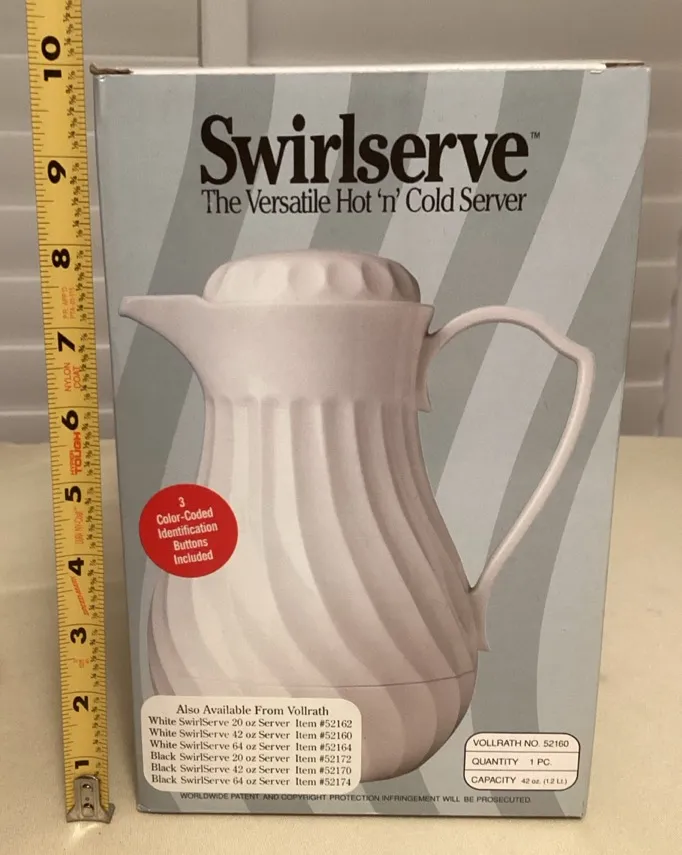 Swirlserve™
The Versatile Hot 'n' Cold Server
3
Color-Coded
Identification
Buttons
Included
Also Available From Vollrath
White SwirlServe 20 oz Server Item #52162
White SwirlServe 42 oz Server Item #52160
White SwirlServe 64 oz Server Item #52164
Black SwirlServe 20 oz Server Item #52172
Black SwirlServe 42 oz Server Item #52170
Black SwirlServe 64 oz Server Item #52174
VOLLRATH NO. 52160
QUANTITY 1 PC.
CAPACITY 42 oz. (1.2 Lt.)
WORLDWIDE PATENT AND COPYRIGHT PROTECTION INFRINGEMENT WILL BE PROSECUTED.
10
9
8
7
NYLON
COAT
6
TOUGH
5
4
3
2
1